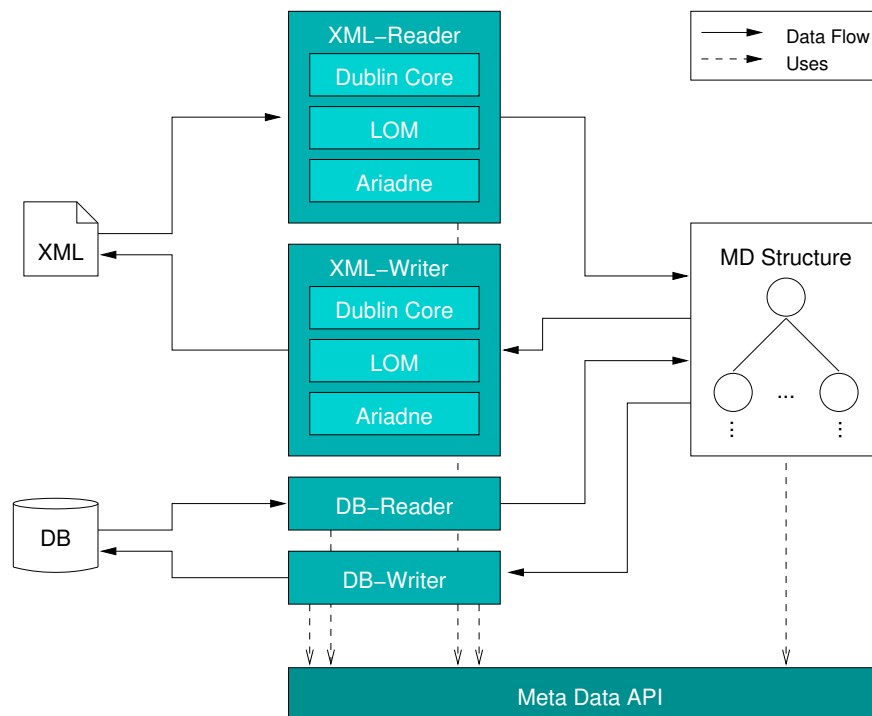 XML–Reader
Dublin Core
LOM
Ariadne
Data Flow
Uses
XML
XML–Writer
Dublin Core
LOM
Ariadne
MD Structure
...
...
...
DB
DB–Reader
DB–Writer
Meta Data API